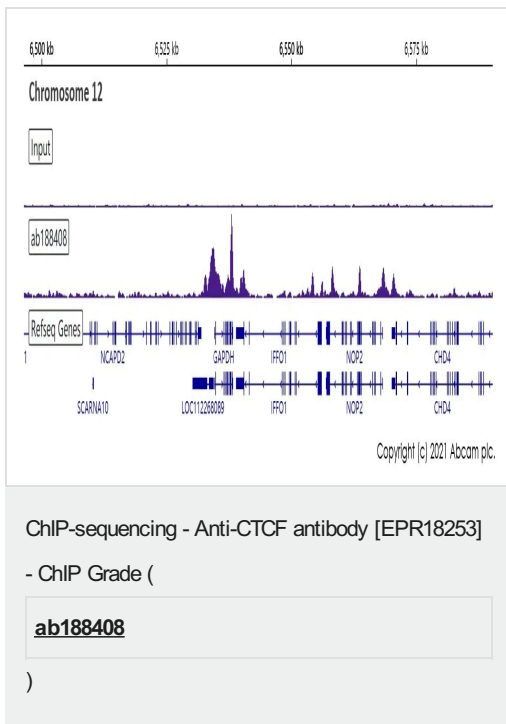 6,500 kb 6,525 kb 6,550 kb 6,575 kb
Chromosome 12
Input
ab188408
Refseq Genes
1 NCAPD2 GAPDH IFFO1 NOP2 CHD4
SCARNA10 LOC112268089 IFFO1 NOP2 CHD4
Copyright (c) 2021 Abcam plc.
ChIP-sequencing - Anti-CTCF antibody [EPR18253]
- ChIP Grade (
ab188408
)